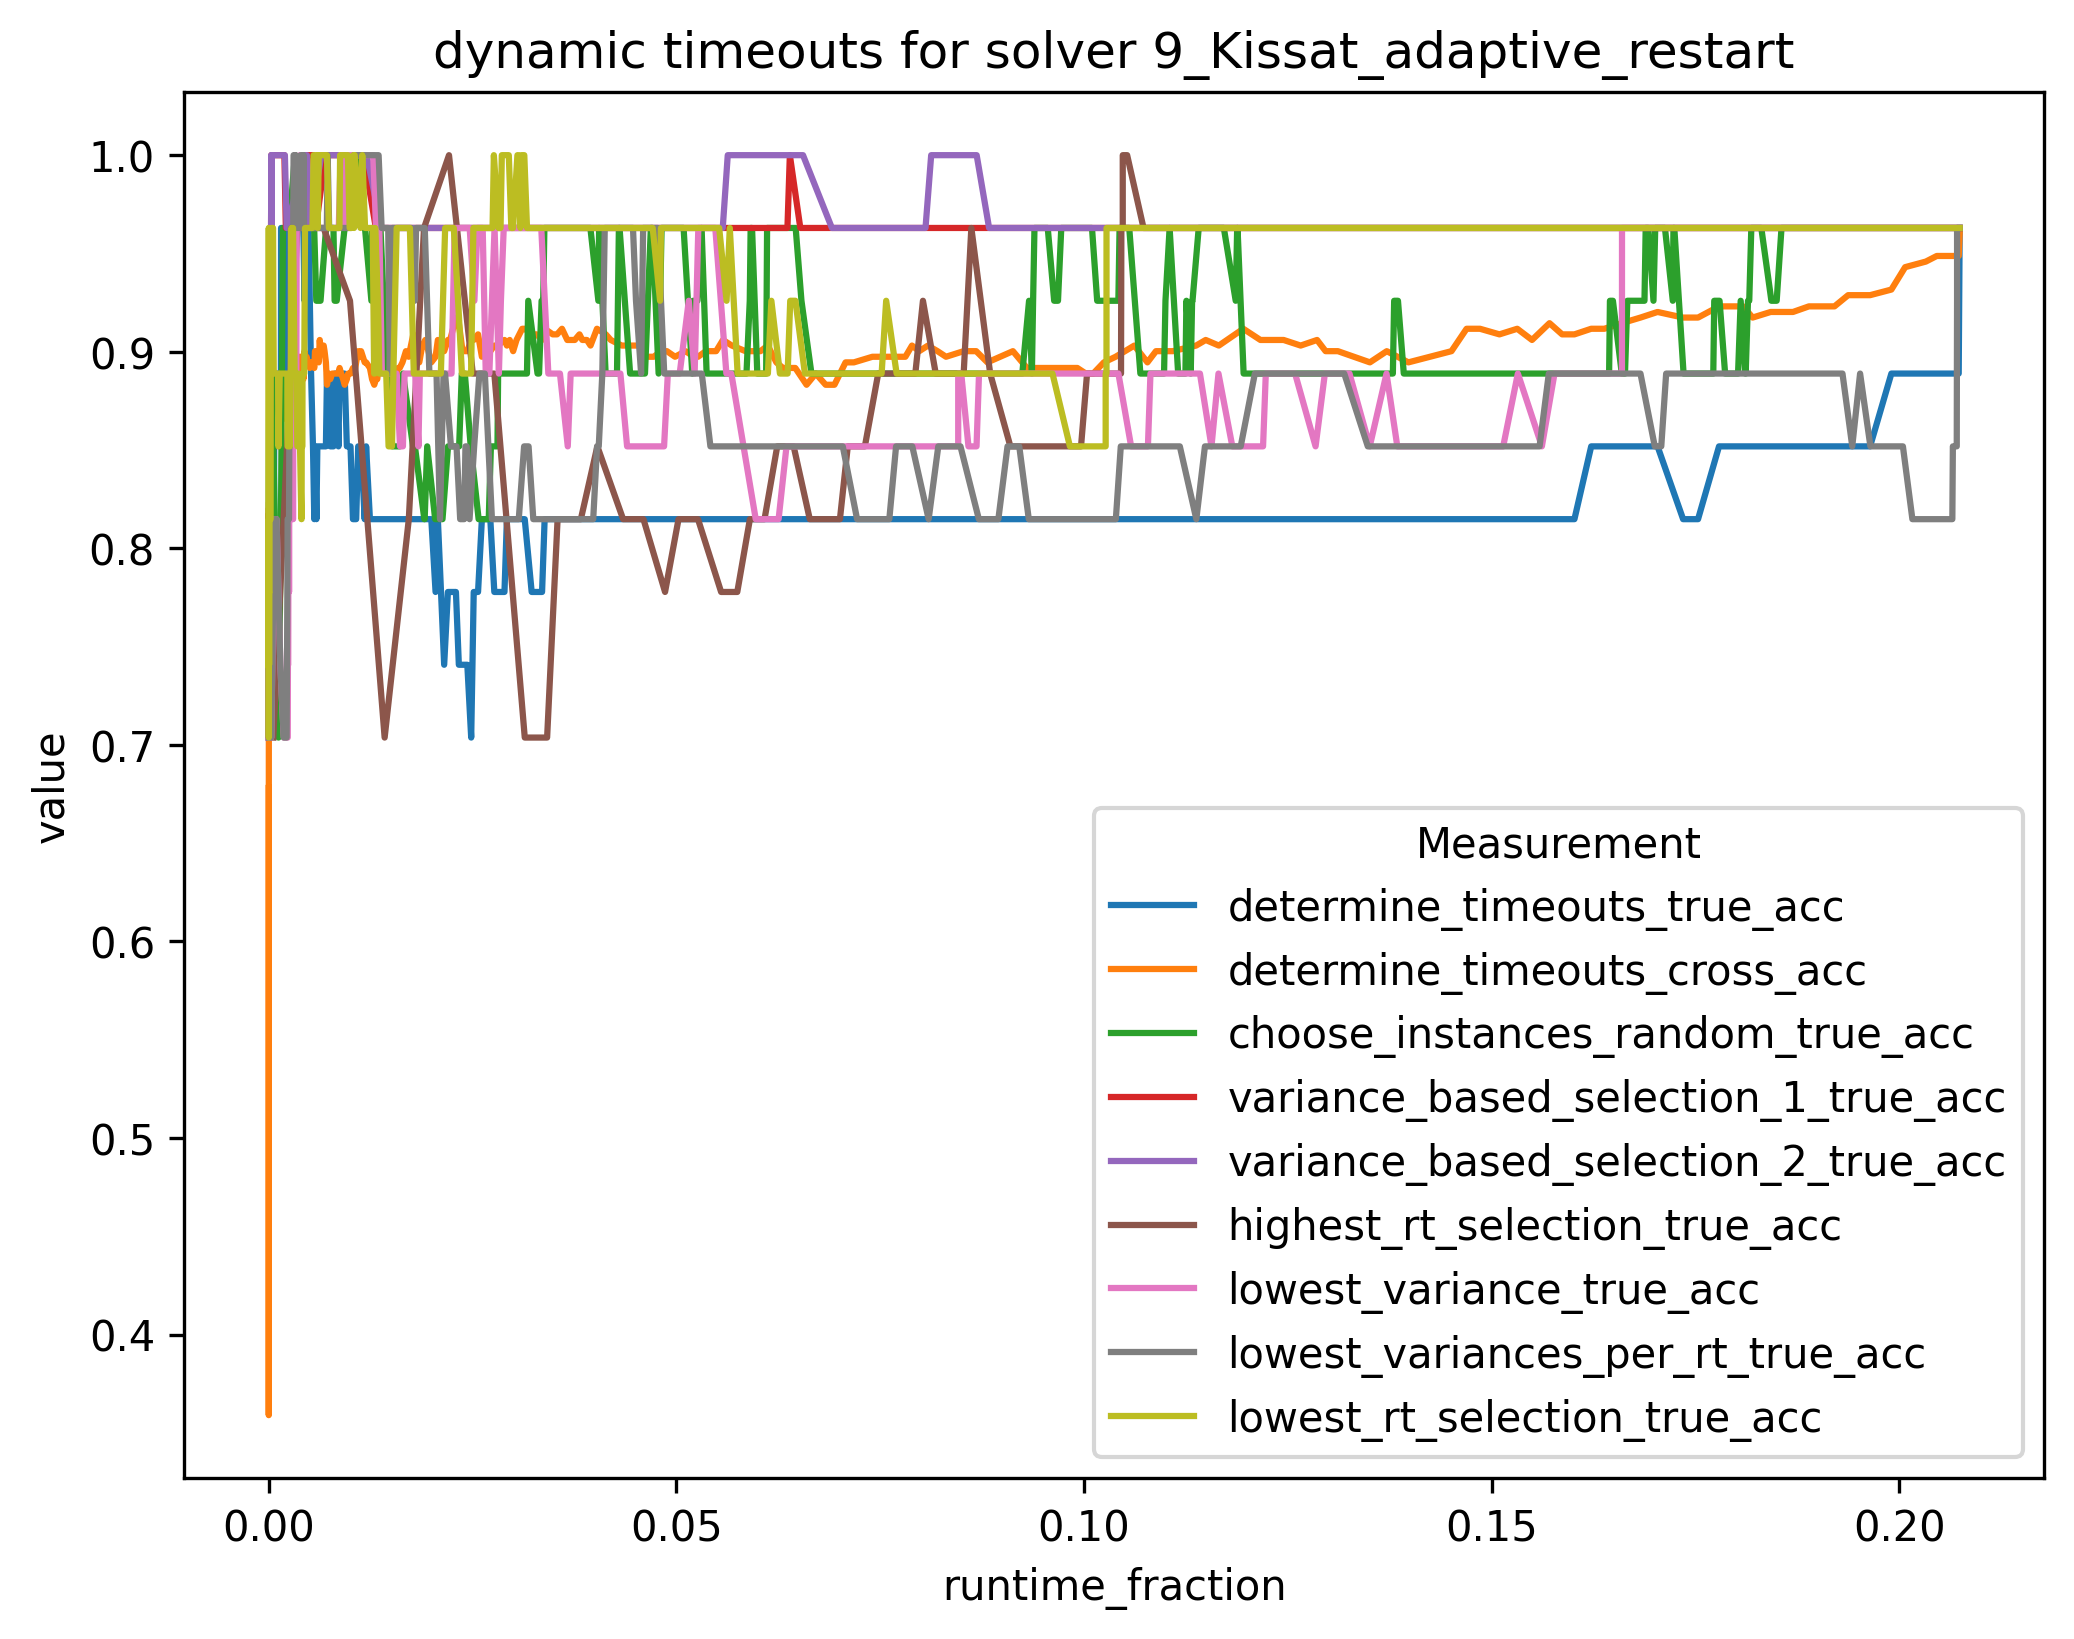 dynamic timeouts for solver 9_Kissat_adaptive_restart
1.0
0.9
0.8
0.7
0.6
0.5
0.4
value
0.00
0.05
0.10
0.15
0.20
runtime_fraction
Measurement
determine_timeouts_true_acc
determine_timeouts_cross_acc
choose_instances_random_true_acc
variance_based_selection_1_true_acc
variance_based_selection_2_true_acc
highest_rt_selection_true_acc
lowest_variance_true_acc
lowest_variances_per_rt_true_acc
lowest_rt_selection_true_acc